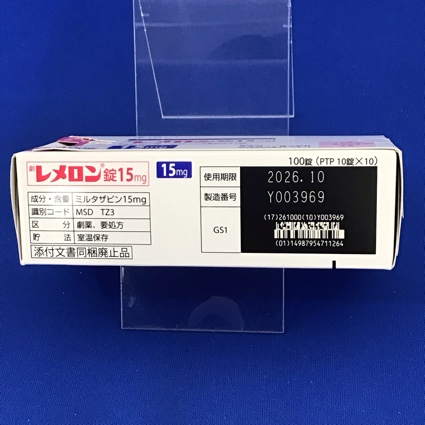 レメロン®錠15mg
15mg
成分・含量 ミルタザピン15mg
識別コード MSD TZ3
区分 劇薬、要処方
貯法 室温保存
添付文書同梱廃止品
100錠 (PTP 10錠×10)
使用期限 2026.10
製造番号 Y003969
GS1
(17)261000(10)Y003969
(01)14987954711264